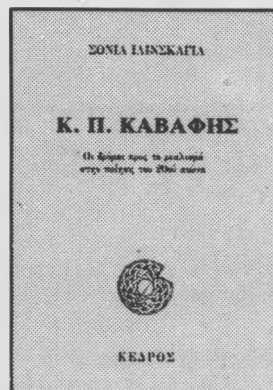 ΣΟΝΙΑ ΙΛΙΝΣΚΑΓΙΑ
Κ. Π. ΚΑΒΑΦΗΣ
Οι δρόμοι προς το ρεαλισμό
στην ποίηση του 20ού αιώνα
ΚΕΔΡΟΣ